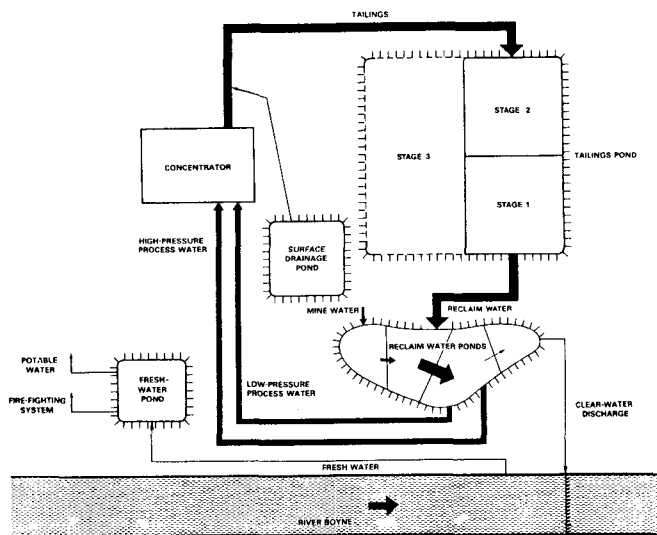 TAILINGS
STAGE 2
STAGE 3
TAILINGS POND
CONCENTRATOR
STAGE 1
HIGH-PRESSURE
PROCESS WATER
SURFACE
DRAINAGE
POND
MINE WATER
RECLAIM WATER
RECLAIM WATER PONDS
POTABLE
WATER
FRESH-
WATER
POND
FIRE-FIGHTING
SYSTEM
LOW-PRESSURE
PROCESS WATER
CLEAR-WATER
DISCHARGE
FRESH WATER
RIVER BOYNE